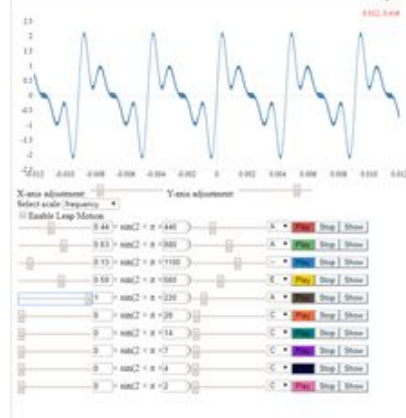 0.012, 0.408
2.5
2
1.5
1
0.5
0
-0.5
-1
-1.5
-2
-0.012 -0.010 -0.008 -0.006 -0.004 -0.002 0 0.002 0.004 0.006 0.008 0.010 0.012
X-axis adjustment: Y-axis adjustment:
Select scale: frequency
Enable Leap Motion
0.44 × sin(2 × π × 440 ) A Play Stop Show
0.63 × sin(2 × π × 880 ) A Play Stop Show
0.13 × sin(2 × π × 1100 ) - Play Stop Show
0.59 × sin(2 × π × 660 ) E Play Stop Show
1 × sin(2 × π × 220 ) A Play Stop Show
0 × sin(2 × π × 28 ) C Play Stop Show
0 × sin(2 × π × 14 ) C Play Stop Show
0 × sin(2 × π × 7 ) C Play Stop Show
0 × sin(2 × π × 4 ) C Play Stop Show
0 × sin(2 × π × 2 ) C Play Stop Show